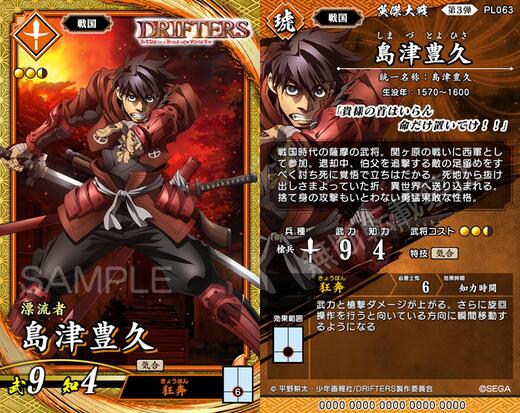 戦国
DRIFTERS
Battle in a Brand-new World War
SAMPLE
漂流者
島津豊久
気合
武9 知4
きょうほん
狂奔
6
琥
戦国
英傑大戦
第3弾
PL063
しま づ とよ ひさ
島津豊久
統一名称:島津豊久
生没年:1570~1600
「貴様の首はいらん
命だけ置いてけ!!」
戦国時代の薩摩の武将。関ヶ原の戦いに西軍とし
て参加。退却中、伯父を追撃する敵の足留めをす
べく討ち死に覚悟で立ちはだかる。死地から抜け
出しさまよっていた折、異世界へ送り込まれる。
捨て身の攻撃もいとわない勇猛果敢な性格。
兵種 武力 知力 武将コスト
槍兵 9 4
特技 気合
きょうほん 必要士気 効果時間
狂奔 6 知力時間
効果範囲
武力と槍撃ダメージが上がる。さらに旋回
操作を行うと向いている方向に瞬間移動す
るようになる
© 平野耕太・少年画報社/DRIFTERS製作委員会
©SEGA
0000 0000 0000 0000 0000